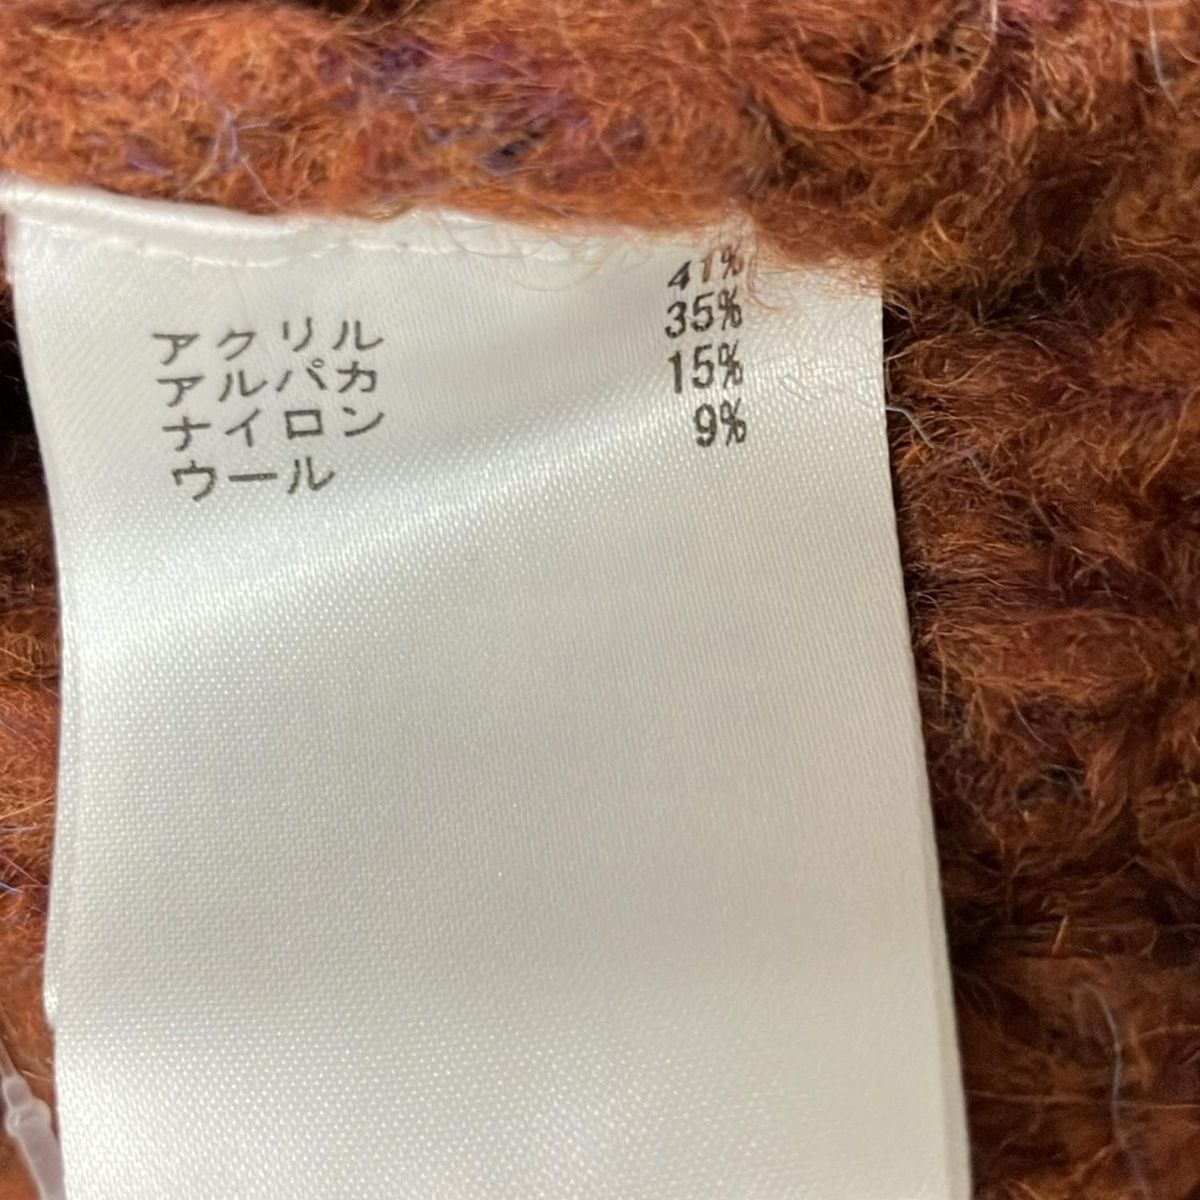 アクリル 41%
アルパカ 35%
ナイロン 15%
ウール 9%